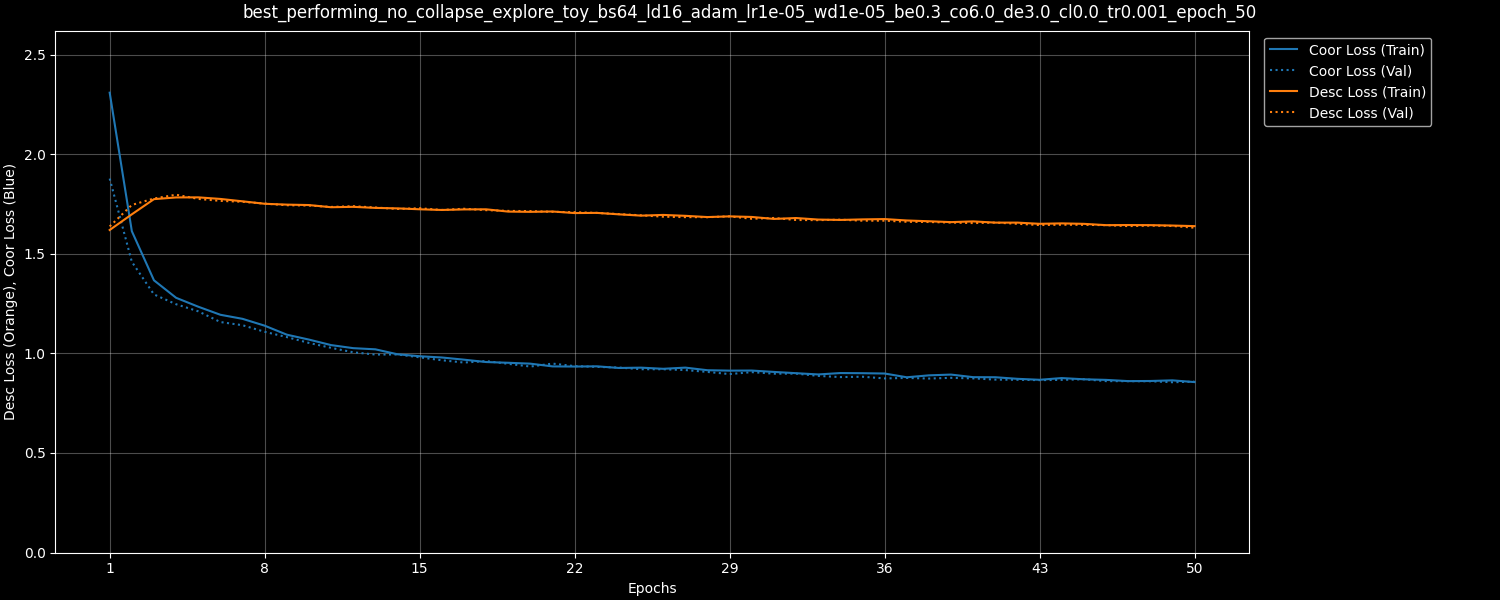 best_performing_no_collapse_explore_toy_bs64_ld16_adam_lr1e-05_wd1e-05_be0.3_co6.0_de3.0_cl0.0_tr0.001_epoch_50
Coor Loss (Train)
Coor Loss (Val)
Desc Loss (Train)
Desc Loss (Val)
Desc Loss (Orange), Coor Loss (Blue)
2.5
2.0
1.5
1.0
0.5
0.0
1 8 15 22 29 36 43 50
Epochs